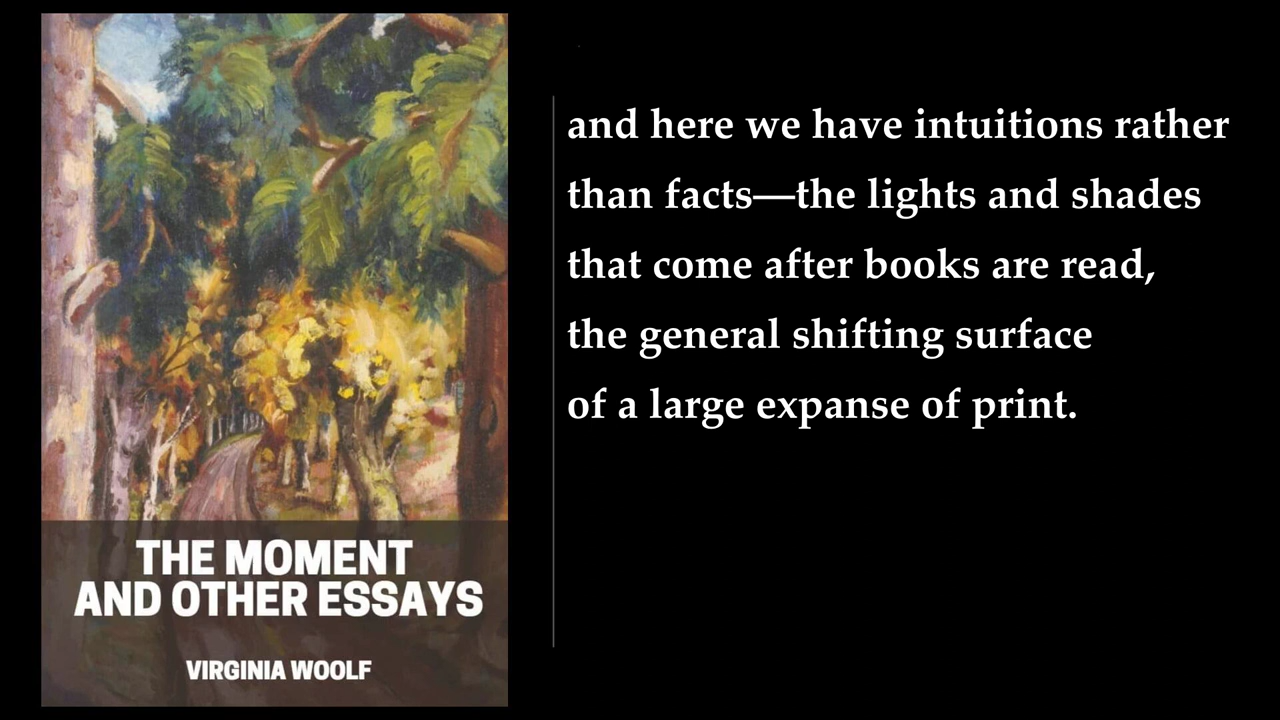 THE MOMENT
AND OTHER ESSAYS
VIRGINIA WOOLF
and here we have intuitions rather
than facts—the lights and shades
that come after books are read,
the general shifting surface
of a large expanse of print.